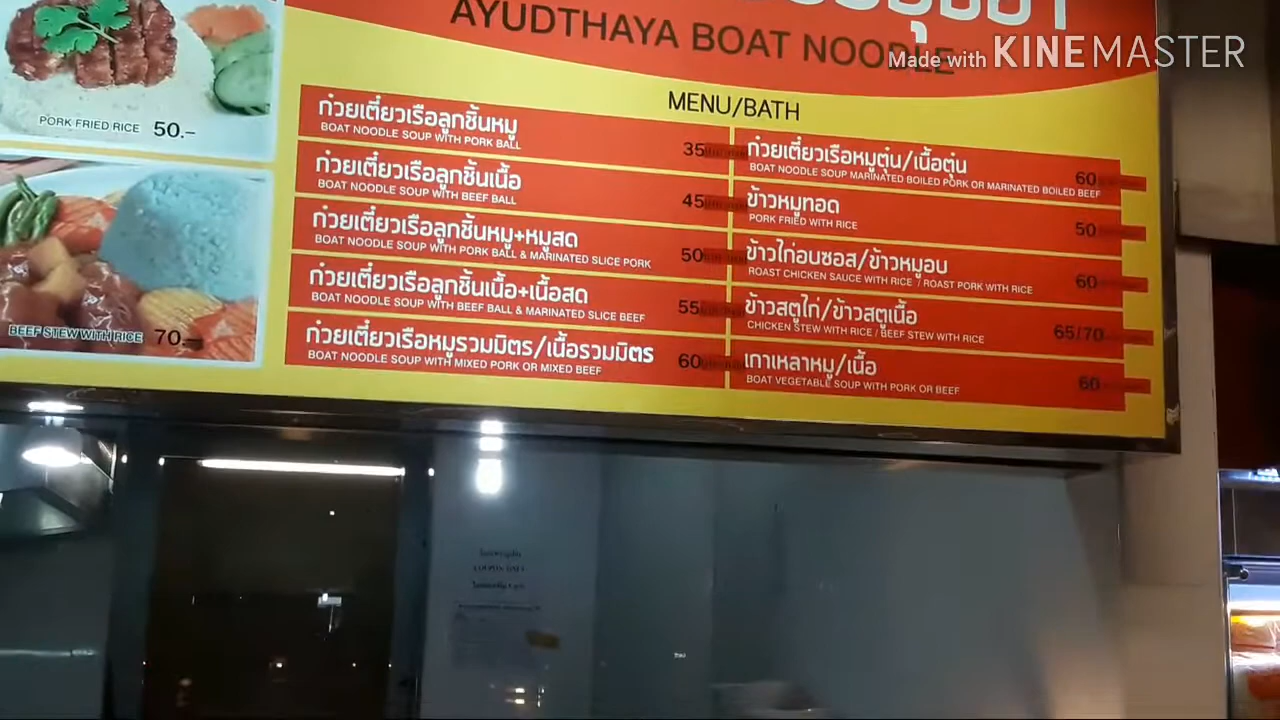 AYUDTHAYA BOAT NOODLE
Made with KINEMASTER
MENU/BATH
PORK FRIED RICE 50.–
BEEF STEW WITH RICE 70.–
ก๋วยเตี๋ยวเรือลูกชิ้นหมู
BOAT NOODLE SOUP WITH PORK BALL
35
ก๋วยเตี๋ยวเรือลูกชิ้นเนื้อ
BOAT NOODLE SOUP WITH BEEF BALL
45
ก๋วยเตี๋ยวเรือลูกชิ้นหมู+หมูสด
BOAT NOODLE SOUP WITH PORK BALL & MARINATED SLICE PORK
50
ก๋วยเตี๋ยวเรือลูกชิ้นเนื้อ+เนื้อสด
BOAT NOODLE SOUP WITH BEEF BALL & MARINATED SLICE BEEF
55
ก๋วยเตี๋ยวเรือหมูรวมมิตร/เนื้อรวมมิตร
BOAT NOODLE SOUP WITH MIXED PORK OR MIXED BEEF
60
ก๋วยเตี๋ยวเรือหมูตุ๋น/เนื้อตุ๋น
BOAT NOODLE SOUP MARINATED BOILED PORK OR MARINATED BOILED BEEF
60
ข้าวหมูทอด
PORK FRIED WITH RICE
50
ข้าวไก่อบซอส/ข้าวหมูอบ
ROAST CHICKEN SAUCE WITH RICE / ROAST PORK WITH RICE
60
ข้าวสตูไก่/ข้าวสตูเนื้อ
CHICKEN STEW WITH RICE / BEEF STEW WITH RICE
65/70
เกาเหลาหมู/เนื้อ
BOAT VEGETABLE SOUP WITH PORK OR BEEF
60